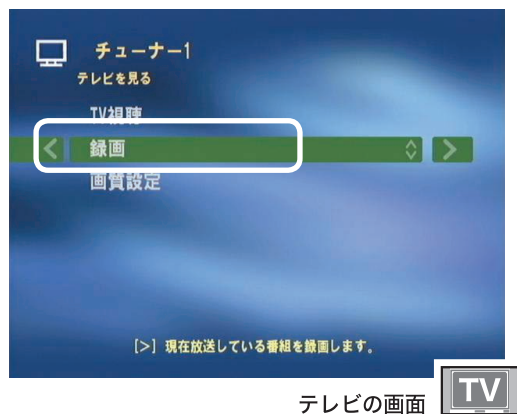 チューナー1
テレビを見る
TV視聴
録画
画質設定
[>] 現在放送している番組を録画します。
テレビの画面
TV